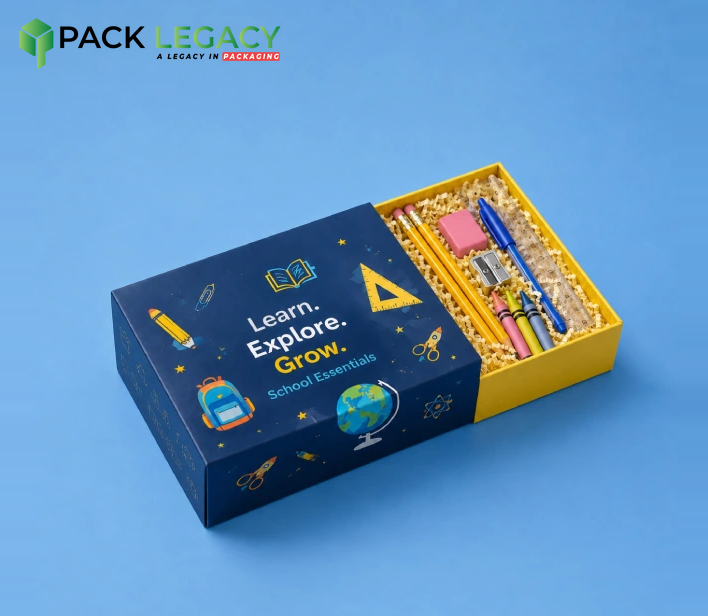 PACK LEGACY
A LEGACY IN PACKAGING
Learn.
Explore.
Grow.
School Essentials